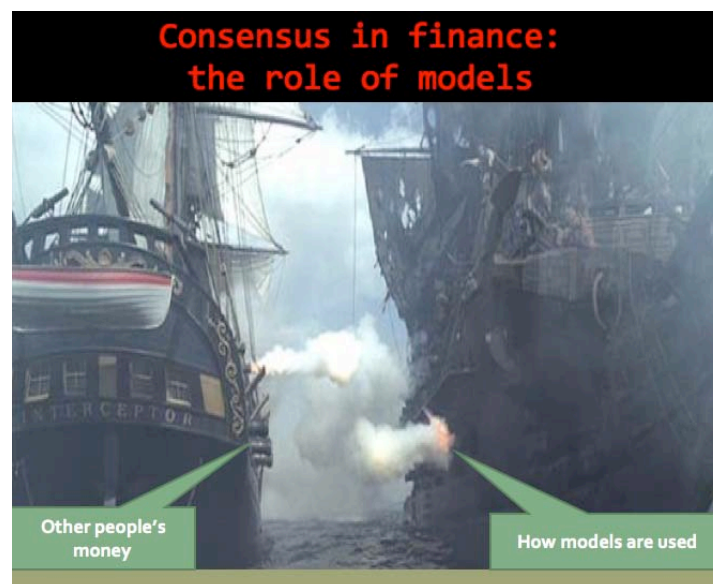 Consensus in finance:
the role of models
INTERCEPTOR
Other people's
money
How models are used